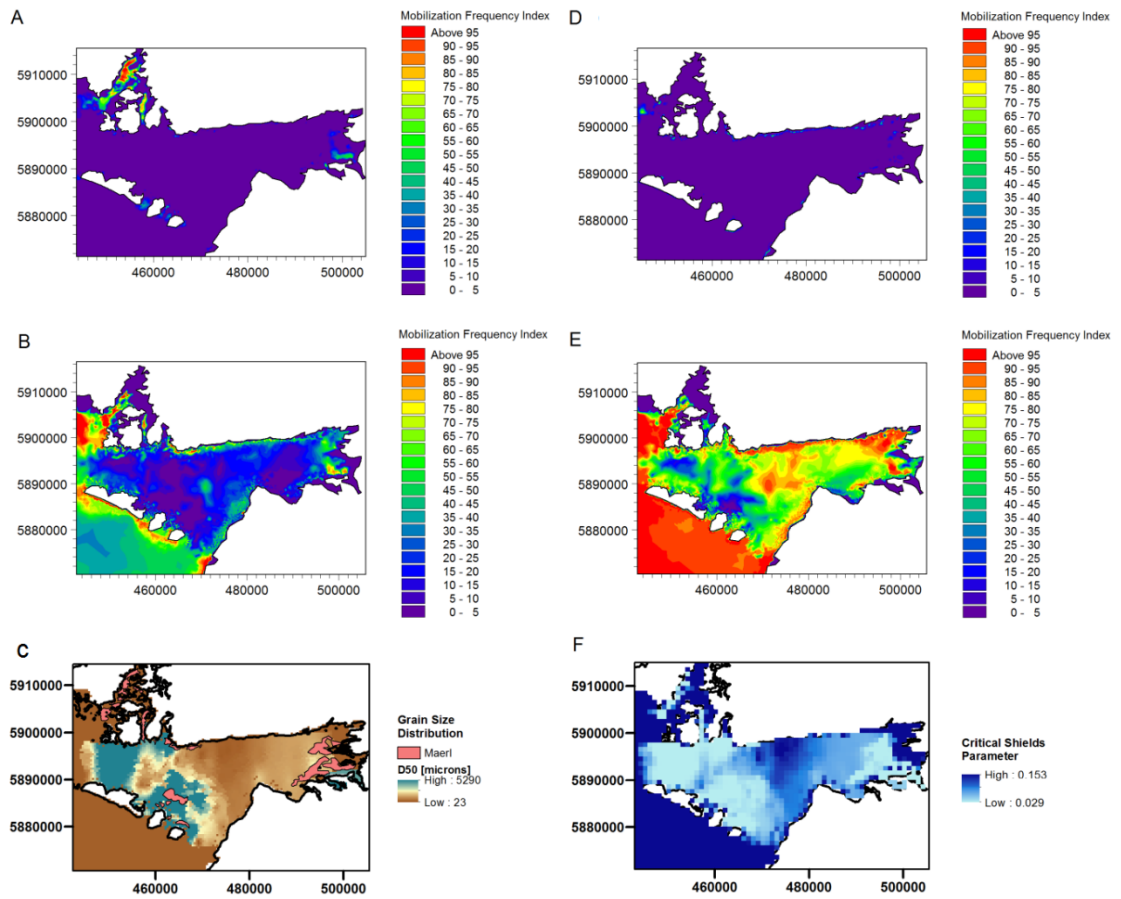 A
Mobilization Frequency Index
Above 95
90 - 95
85 - 90
80 - 85
75 - 80
70 - 75
65 - 70
60 - 65
55 - 60
50 - 55
45 - 50
40 - 45
35 - 40
30 - 35
25 - 30
20 - 25
15 - 20
10 - 15
5 - 10
0 - 5
5910000
5900000
5890000
5880000
460000 480000 500000
D
Mobilization Frequency Index
Above 95
90 - 95
85 - 90
80 - 85
75 - 80
70 - 75
65 - 70
60 - 65
55 - 60
50 - 55
45 - 50
40 - 45
35 - 40
30 - 35
25 - 30
20 - 25
15 - 20
10 - 15
5 - 10
0 - 5
5910000
5900000
5890000
5880000
460000 480000 500000
B
Mobilization Frequency Index
Above 95
90 - 95
85 - 90
80 - 85
75 - 80
70 - 75
65 - 70
60 - 65
55 - 60
50 - 55
45 - 50
40 - 45
35 - 40
30 - 35
25 - 30
20 - 25
15 - 20
10 - 15
5 - 10
0 - 5
5910000
5900000
5890000
5880000
460000 480000 500000
E
Mobilization Frequency Index
Above 95
90 - 95
85 - 90
80 - 85
75 - 80
70 - 75
65 - 70
60 - 65
55 - 60
50 - 55
45 - 50
40 - 45
35 - 40
30 - 35
25 - 30
20 - 25
15 - 20
10 - 15
5 - 10
0 - 5
5910000
5900000
5890000
5880000
460000 480000 500000
C
5910000
5900000
5890000
5880000
460000 480000 500000
Grain Size
Distribution
Maerl
D50 [microns]
High : 5290
Low : 23
F
5910000
5900000
5890000
5880000
460000 480000 500000
Critical Shields
Parameter
High : 0.153
Low : 0.029